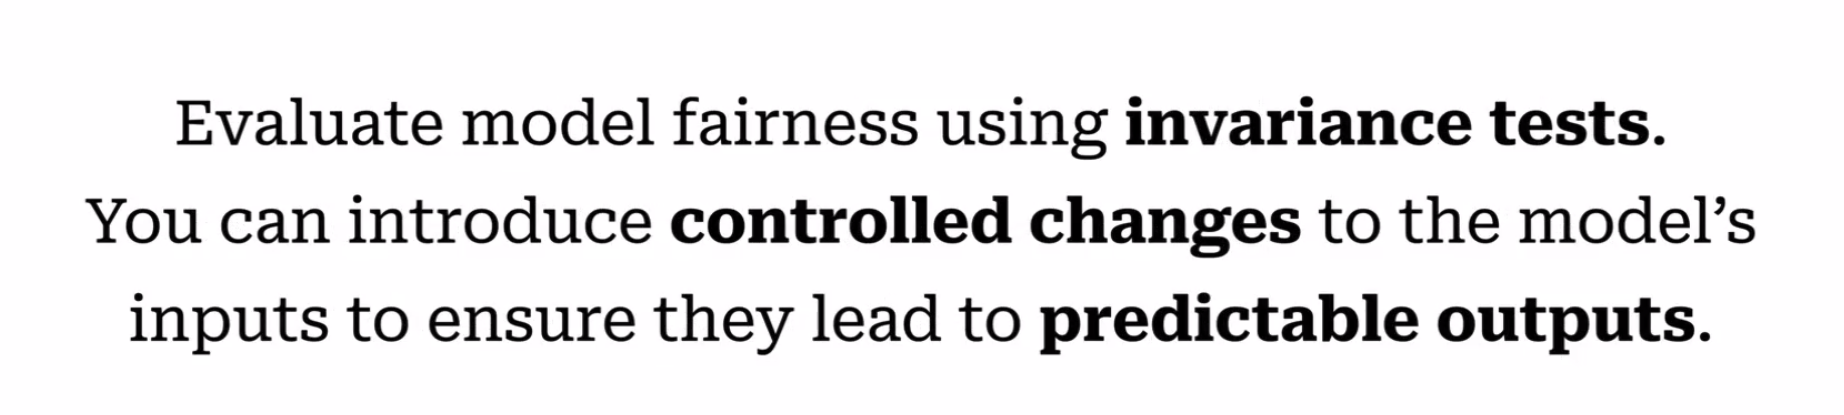 Evaluate model fairness using invariance tests.
You can introduce controlled changes to the model’s
inputs to ensure they lead to predictable outputs.